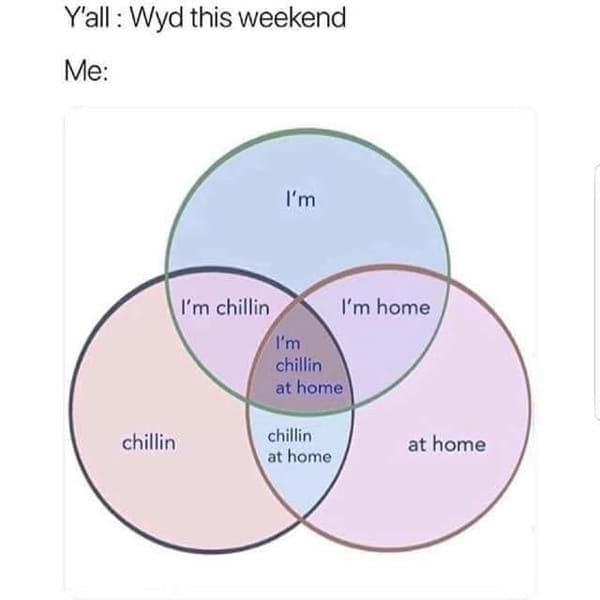 Y'all : Wyd this weekend
Me:
I'm
I'm chillin
I'm home
I'm
chillin
at home
chillin
chillin
at home
at home